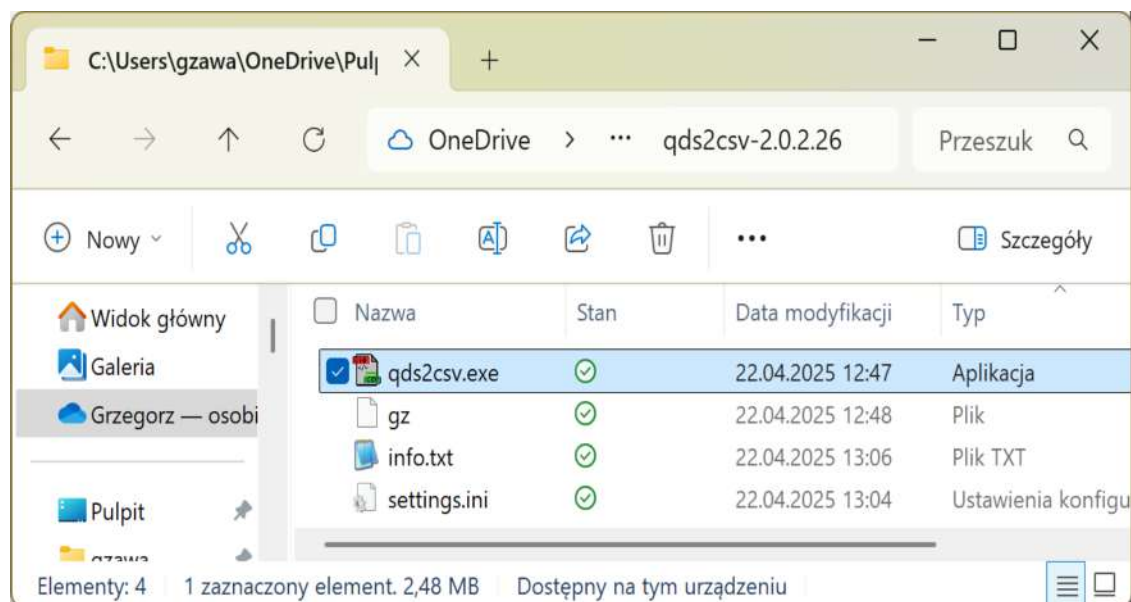 C:\Users\gzawa\OneDrive\Pulp
OneDrive > ... qds2csv-2.0.2.26 Przeszuk
Nowy Szczegóły
Widok główny
Galeria
Grzegorz — osobi
Pulpit
gzawa
Nazwa Stan Data modyfikacji Typ
qds2csv.exe 22.04.2025 12:47 Aplikacja
gz 22.04.2025 12:48 Plik
info.txt 22.04.2025 13:06 Plik TXT
settings.ini 22.04.2025 13:04 Ustawienia konfigu
Elementy: 4 1 zaznaczony element. 2,48 MB Dostępny na tym urządzeniu